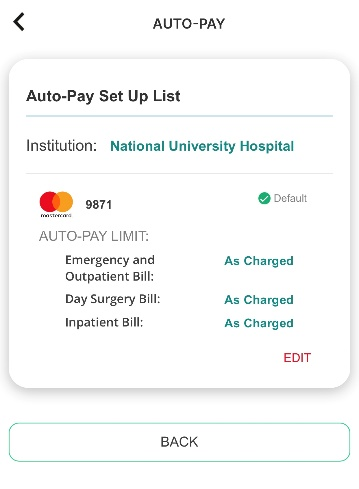 AUTO-PAY
Auto-Pay Set Up List
Institution: National University Hospital
mastercard 9871 Default
AUTO-PAY LIMIT:
Emergency and
Outpatient Bill: As Charged
Day Surgery Bill: As Charged
Inpatient Bill: As Charged
EDIT
BACK